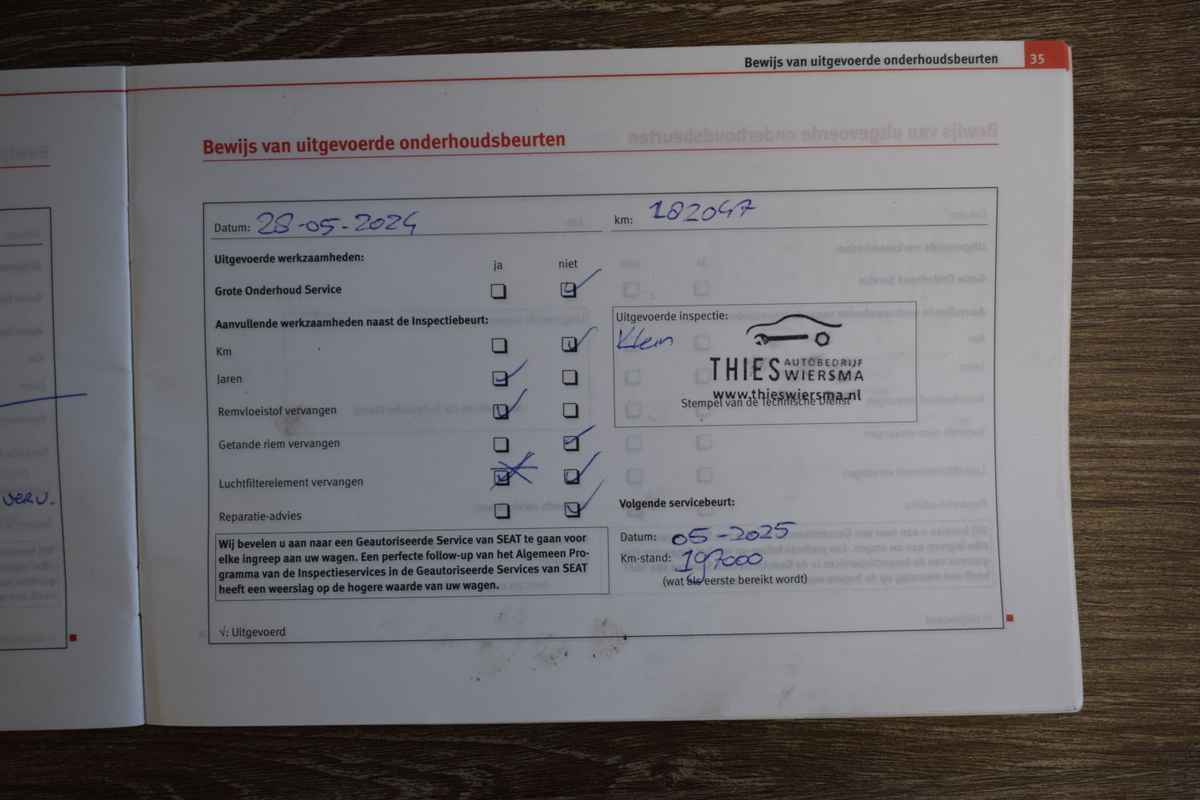 Bewijs van uitgevoerde onderhoudsbeurten 35
Bewijs van uitgevoerde onderhoudsbeurten
Datum: 28-05-2024 km: 182047
Uitgevoerde werkzaamheden: ja niet
Grote Onderhoud Service
Aanvullende werkzaamheden naast de Inspectiebeurt:
Km
Jaren
Remvloeistof vervangen
Getande riem vervangen
Luchtfilterelement vervangen
Reparatie-advies
Uitgevoerde inspectie:
Klein
THIES AUTOBEDRIJF WIERSMA
www.thieswiersma.nl
Stempel van de Technische Dienst
Wij bevelen u aan naar een Geautoriseerde Service van SEAT te gaan voor
elke ingreep aan uw wagen. Een perfecte follow-up van het Algemeen Pro-
gramma van de Inspectieservices in de Geautoriseerde Services van SEAT
heeft een weerslag op de hogere waarde van uw wagen.
Volgende servicebeurt:
Datum: 05-2025
Km-stand: 197000
(wat als eerste bereikt wordt)
√: Uitgevoerd
verv.